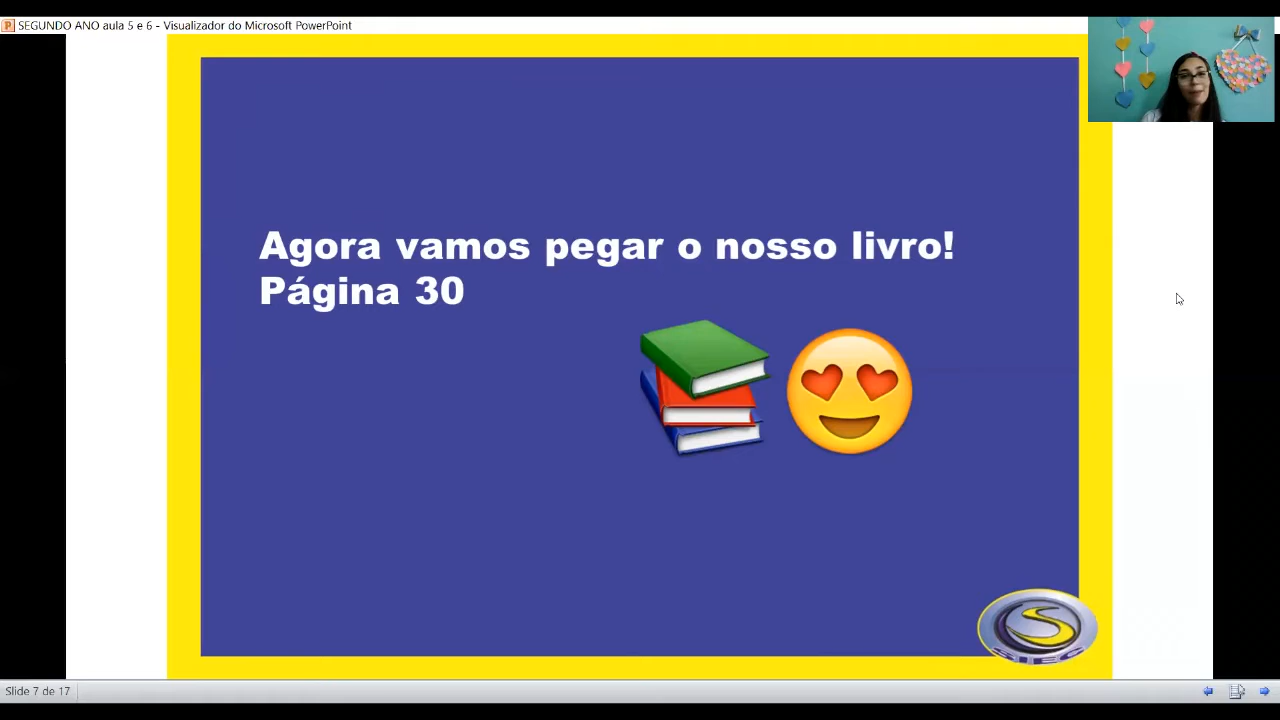 SEGUNDO ANO aula 5 e 6 - Visualizador do Microsoft PowerPoint
Agora vamos pegar o nosso livro!
Página 30
SIEC
Slide 7 de 17